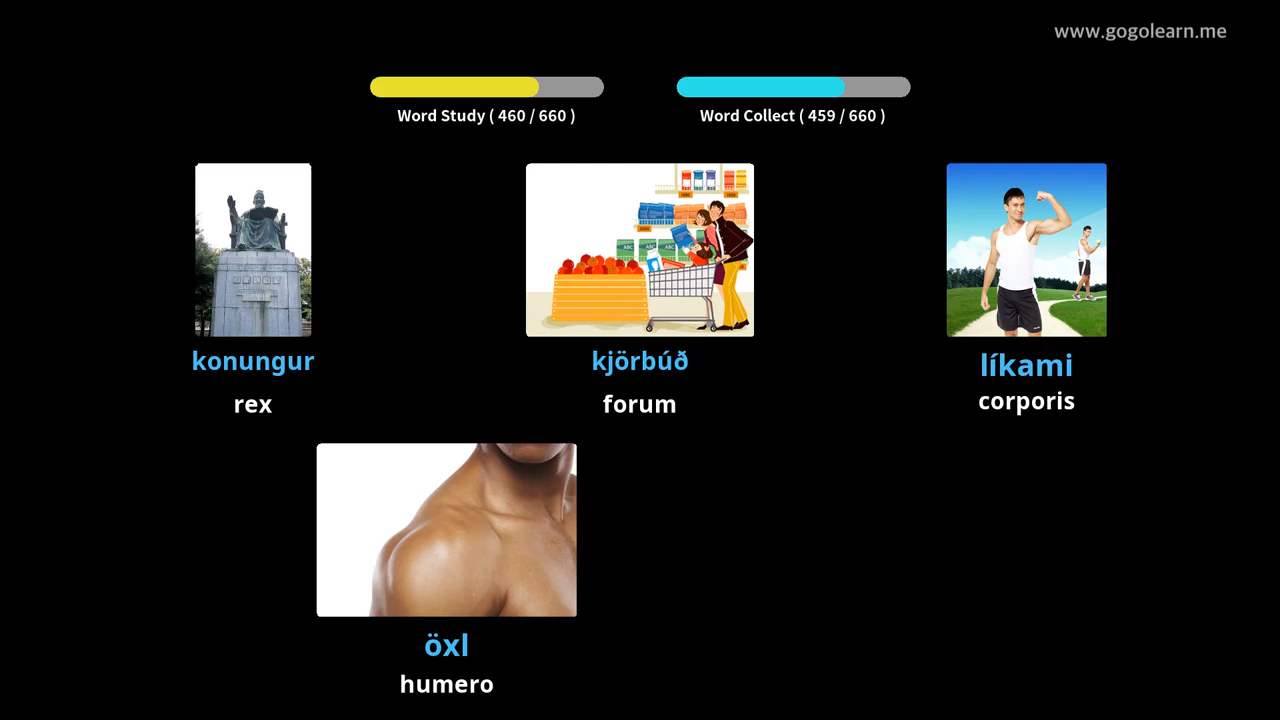 www.gogolearn.me
Word Study ( 460 / 660 )
Word Collect ( 459 / 660 )
konungur
rex
kjörbúð
forum
líkami
corporis
öxl
humero